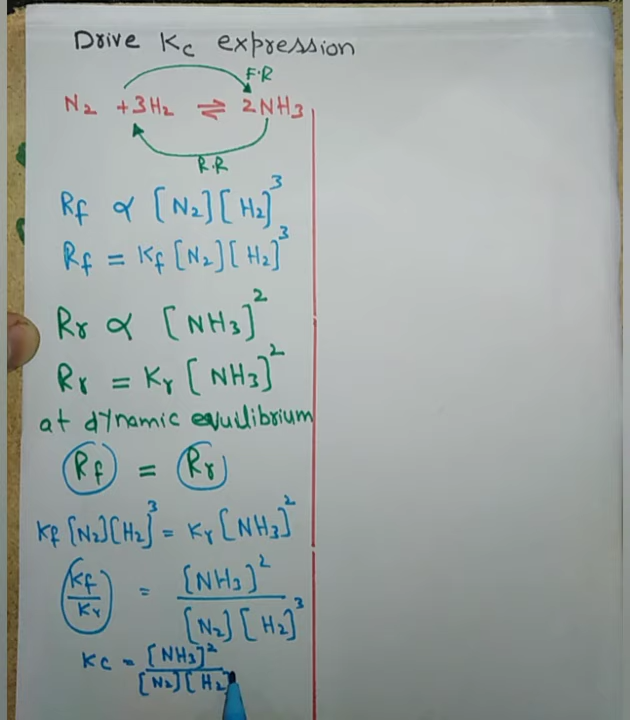 Drive Kc expression
F.R
N2 + 3H2 ⇌ 2NH3
R.R
Rf ∝ [N2][H2]^3
Rf = Kf [N2][H2]^3
Rr ∝ [NH3]^2
Rr = Kr [NH3]^2
at dynamic equilibrium
Rf = Rr
Kf [N2][H2]^3 = Kr [NH3]^2
Kf/Kr = [NH3]^2 / [N2][H2]^3
Kc = [NH3]^2 / [N2][H2